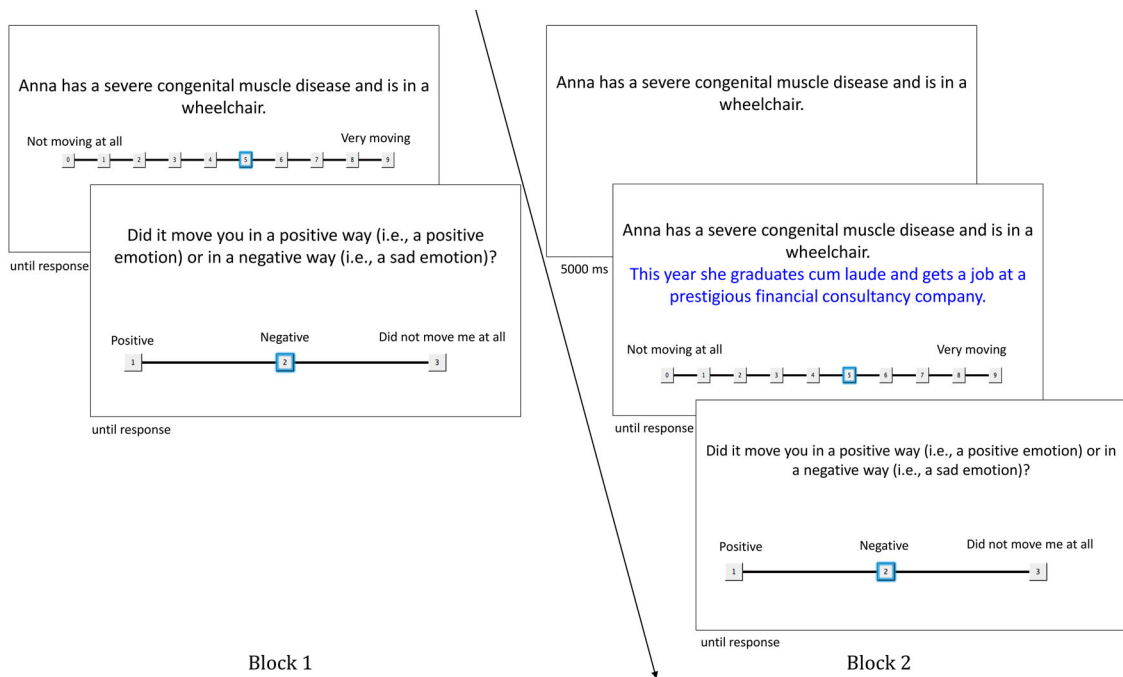 Anna has a severe congenital muscle disease and is in a
wheelchair.
Not moving at all
Very moving
0 1 2 3 4 5 6 7 8 9
until response
Did it move you in a positive way (i.e., a positive
emotion) or in a negative way (i.e., a sad emotion)?
Positive
Negative
Did not move me at all
1 2 3
until response
Block 1
Anna has a severe congenital muscle disease and is in a
wheelchair.
5000 ms
Anna has a severe congenital muscle disease and is in a
wheelchair.
This year she graduates cum laude and gets a job at a
prestigious financial consultancy company.
Not moving at all
Very moving
0 1 2 3 4 5 6 7 8 9
until response
Did it move you in a positive way (i.e., a positive emotion) or in
a negative way (i.e., a sad emotion)?
Positive
Negative
Did not move me at all
1 2 3
until response
Block 2